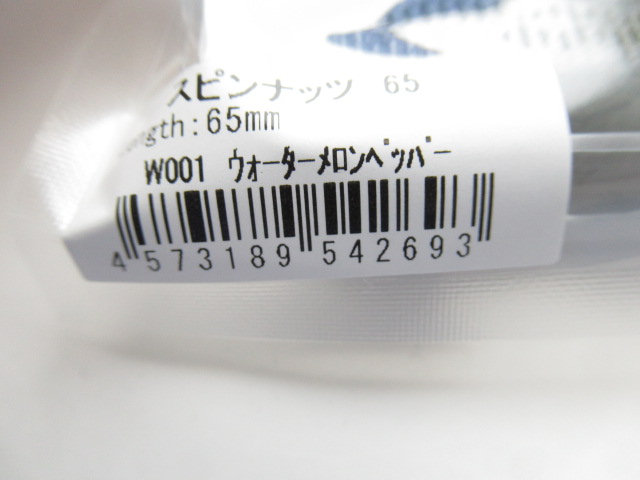 スピンナッツ 65
Length:65mm
W001 ウォーターメロンペッパー
4 573189 542693